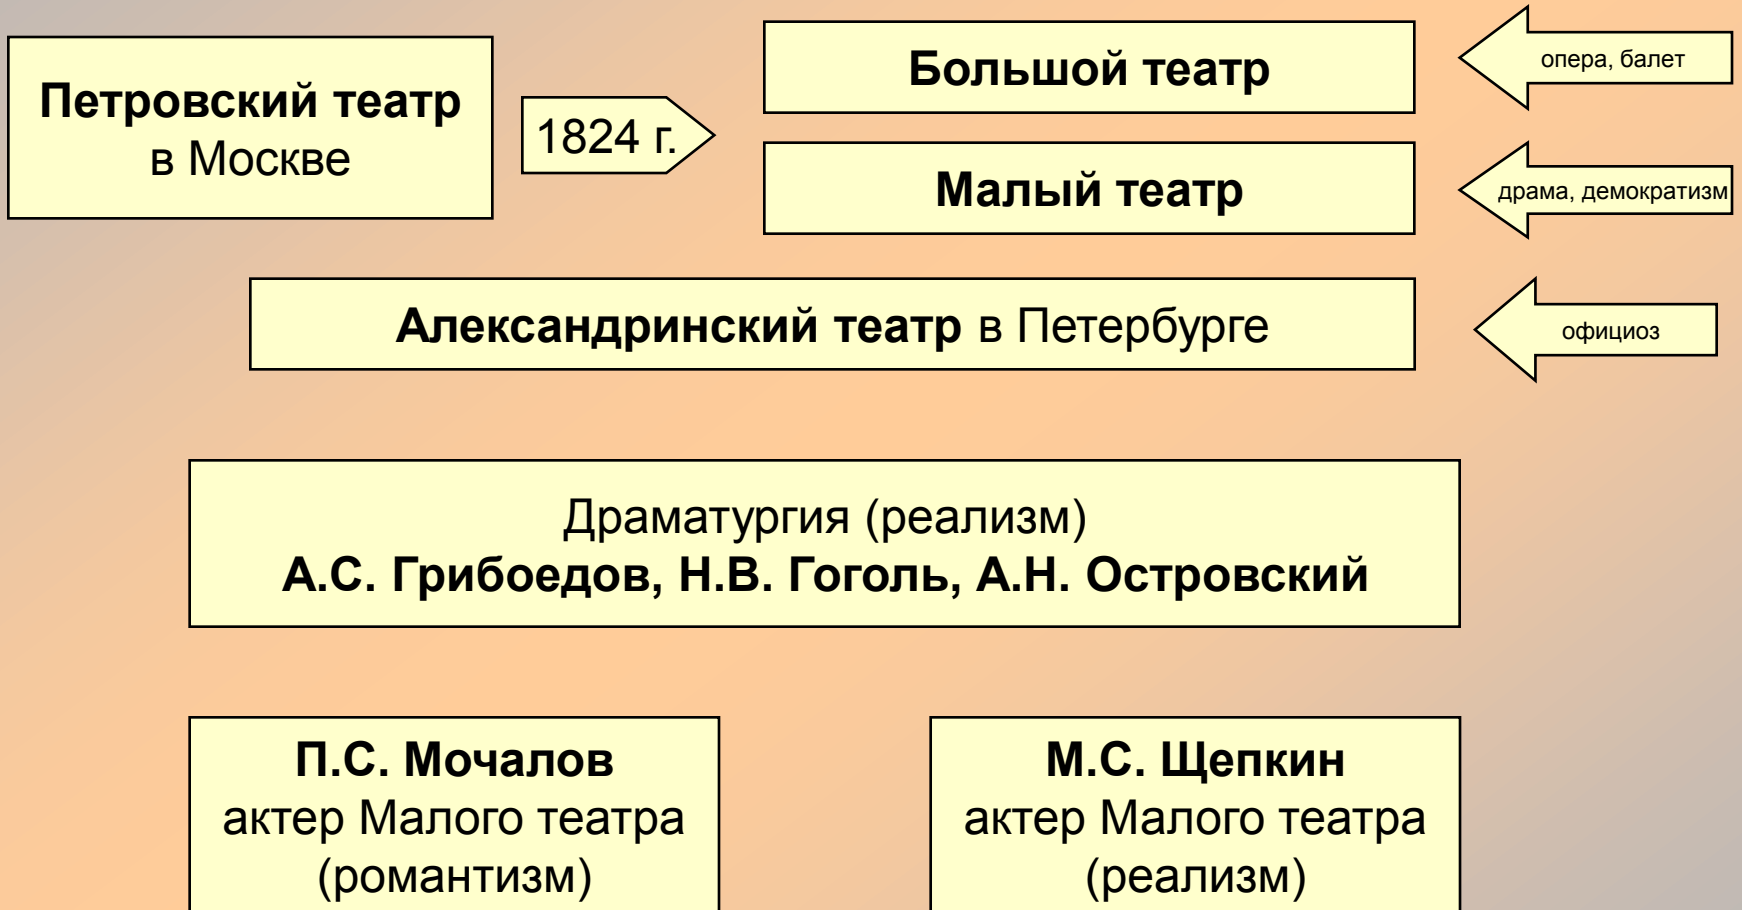 Петровский театр
в Москве
1824 г.
Большой театр
опера, балет
Малый театр
драма, демократизм
Александринский театр в Петербурге
официоз
Драматургия (реализм)
А.С. Грибоедов, Н.В. Гоголь, А.Н. Островский
П.С. Мочалов
актер Малого театра
(романтизм)
М.С. Щепкин
актер Малого театра
(реализм)